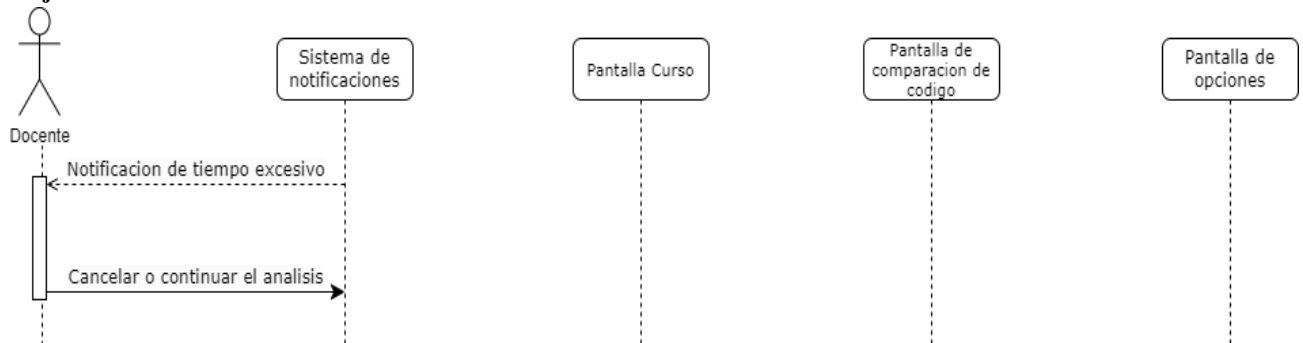 Sistema de
notificaciones
Pantalla Curso
Pantalla de
comparacion de
codigo
Pantalla de
opciones
Docente
Notificacion de tiempo excesivo
Cancelar o continuar el analisis